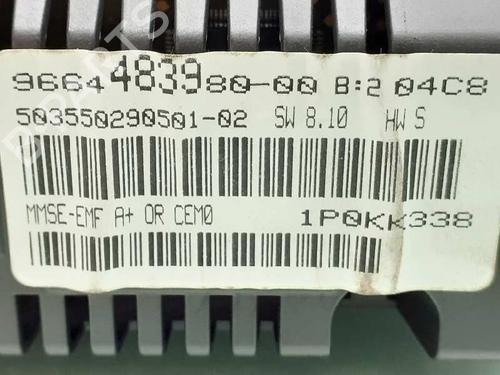 9664483980-00 B:2 04C8
503550290501-02 SW 8.10 HW S
MMSE-EMF A+ OR CEM0 1P0KK338